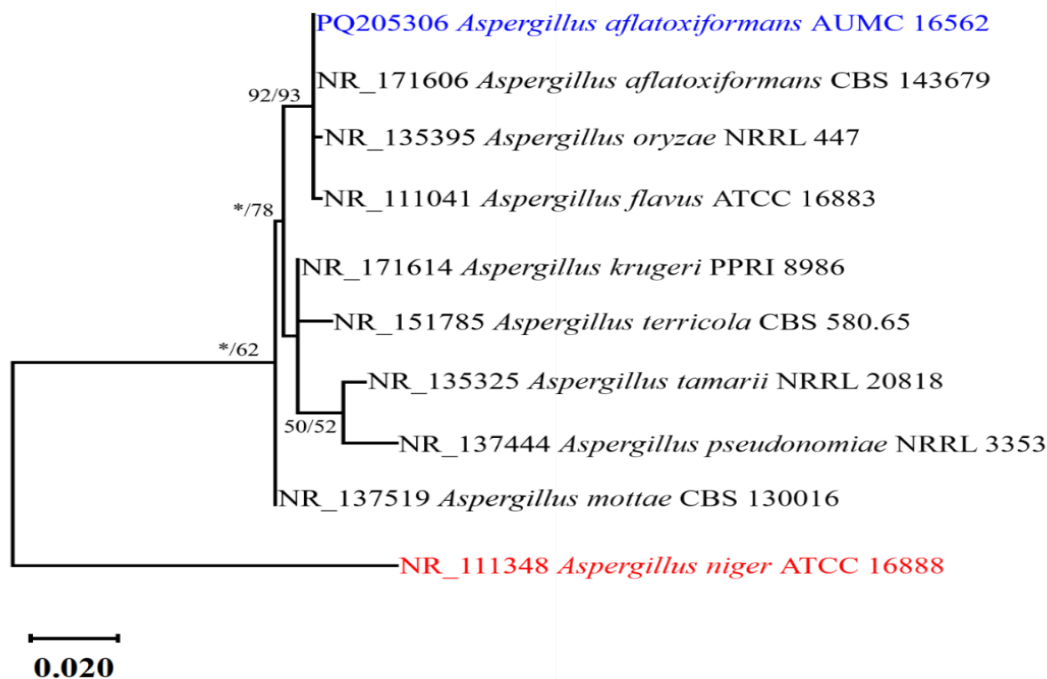 PQ205306 Aspergillus aflatoxiformans AUMC 16562
NR_171606 Aspergillus aflatoxiformans CBS 143679
92/93
NR_135395 Aspergillus oryzae NRRL 447
NR_111041 Aspergillus flavus ATCC 16883
*/78
NR_171614 Aspergillus krugeri PPRI 8986
NR_151785 Aspergillus terricola CBS 580.65
*/62
NR_135325 Aspergillus tamarii NRRL 20818
50/52
NR_137444 Aspergillus pseudonomiae NRRL 3353
NR_137519 Aspergillus mottae CBS 130016
NR_111348 Aspergillus niger ATCC 16888
0.020